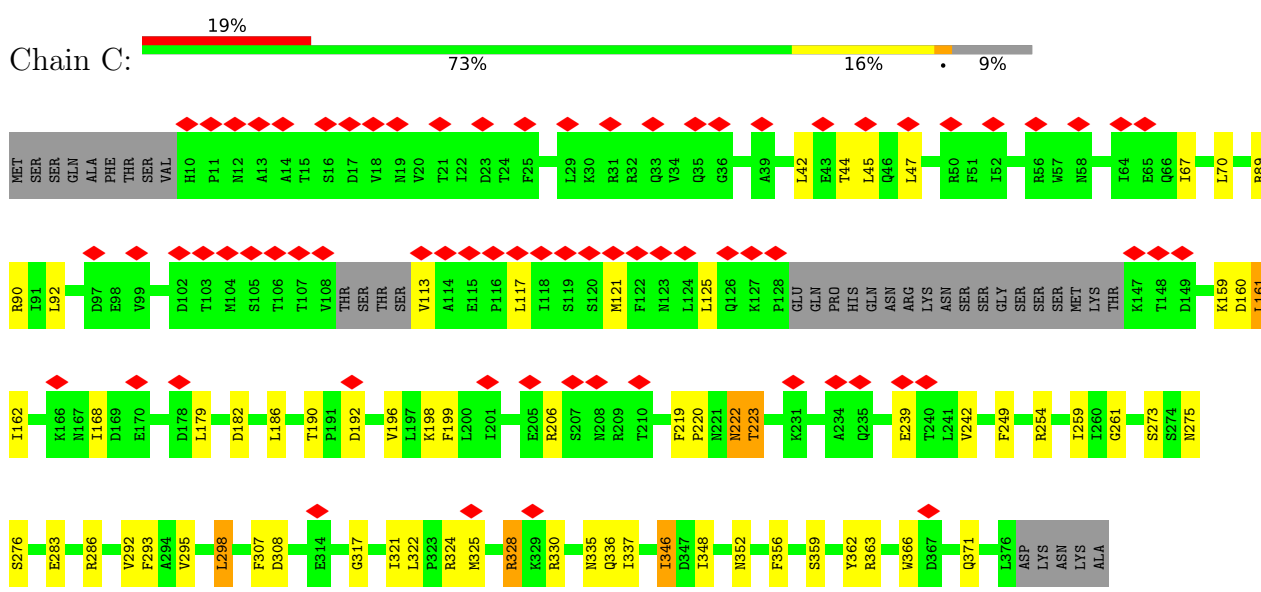 19%
Chain C:
73% 16% • 9%
MET SER SER GLN ALA PHE THR SER VAL H10 P11 N12 A13 A14 T15 S16 D17 V18 N19 V20 T21 I22 D23 T24 F25 L29 K30 R31 R32 Q33 V34 Q35 G36 A39 L42 E43 T44 L45 Q46 L47 R50 F51 I52 R56 W57 N58 I64 E65 Q66 I67 L70 R89
R90 I91 L92 D97 E98 V99 D102 T103 M104 S105 T106 T107 V108 THR SER THR SER V113 A114 E115 P116 L117 I118 S119 S120 M121 F122 N123 L124 L125 Q126 K127 P128 GLU GLN PRO HIS GLN ASN ARG LYS ASN SER SER GLY SER SER SER MET LYS THR K147 T148 D149 K159 D160 L161
I162 K166 N167 I168 D169 E170 D178 L179 D182 L186 T190 P191 D192 V196 L197 K198 F199 L200 I201 E205 R206 S207 N208 R209 T210 F219 P220 N221 N222 T223 K231 A234 Q235 E239 T240 L241 V242 F249 R254 I259 I260 G261 S273 S274 N275
S276 E283 R286 V292 F293 A294 V295 L298 F307 D308 E314 G317 I321 L322 P323 R324 M325 R328 K329 R330 N335 Q336 I337 I346 D347 I348 N352 F356 S359 Y362 R363 W366 D367 Q371 L376 ASP LYS ASN LYS ALA